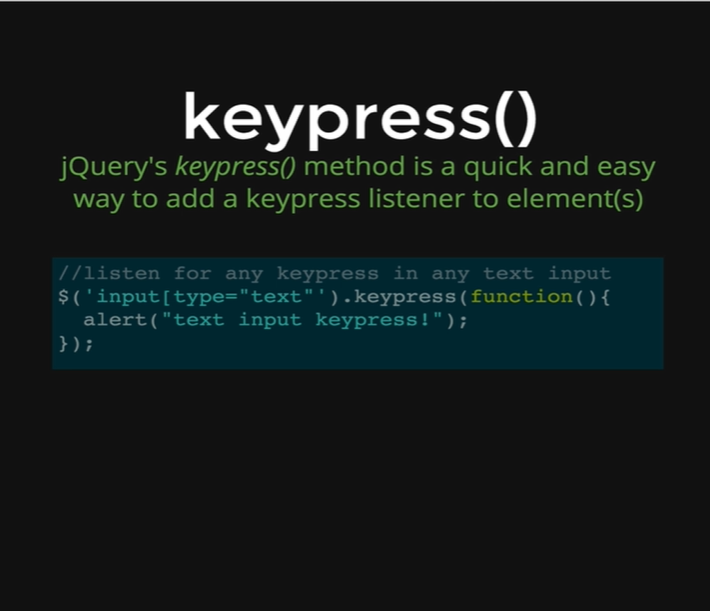 keypress()
jQuery's keypress() method is a quick and easy
way to add a keypress listener to element(s)
//listen for any keypress in any text input
$('input[type="text"').keypress(function(){
  alert("text input keypress!");
});